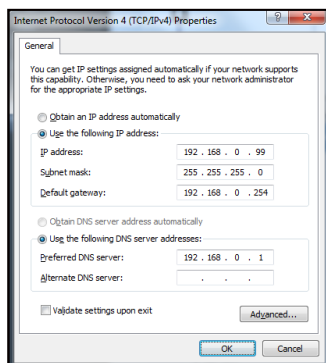 Internet Protocol Version 4 (TCP/IPv4) Properties
General
You can get IP settings assigned automatically if your network supports
this capability. Otherwise, you need to ask your network administrator
for the appropriate IP settings.
Obtain an IP address automatically
Use the following IP address:
IP address: 192 . 168 . 0 . 99
Subnet mask: 255 . 255 . 255 . 0
Default gateway: 192 . 168 . 0 . 254
Obtain DNS server address automatically
Use the following DNS server addresses:
Preferred DNS server: 192 . 168 . 0 . 1
Alternate DNS server: . . .
Validate settings upon exit
Advanced...
OK Cancel